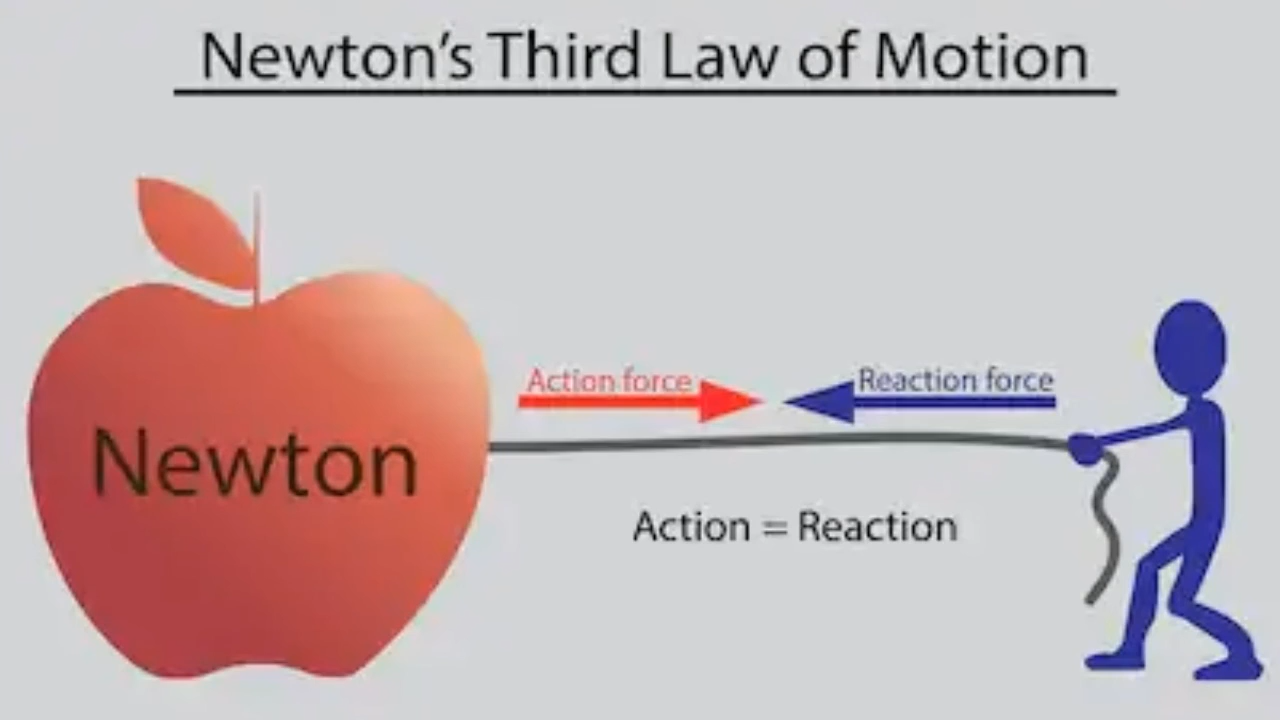 Newton’s Third Law of Motion
Action force
Reaction force
Newton
Action = Reaction